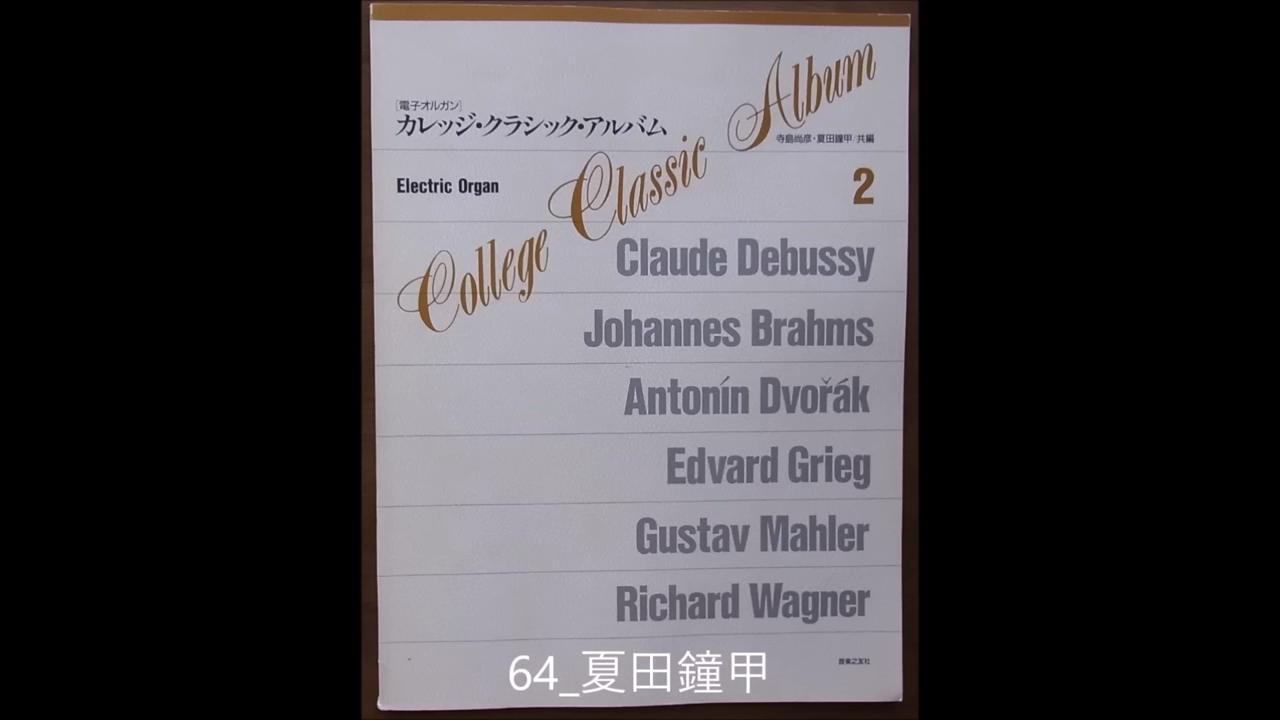 [電子オルガン]
カレッジ・クラシック・アルバム
College Classic Album
寺島尚彦・夏田鐘甲/共編
Electric Organ
2
Claude Debussy
Johannes Brahms
Antonín Dvořák
Edvard Grieg
Gustav Mahler
Richard Wagner
音楽之友社
64_夏田鐘甲